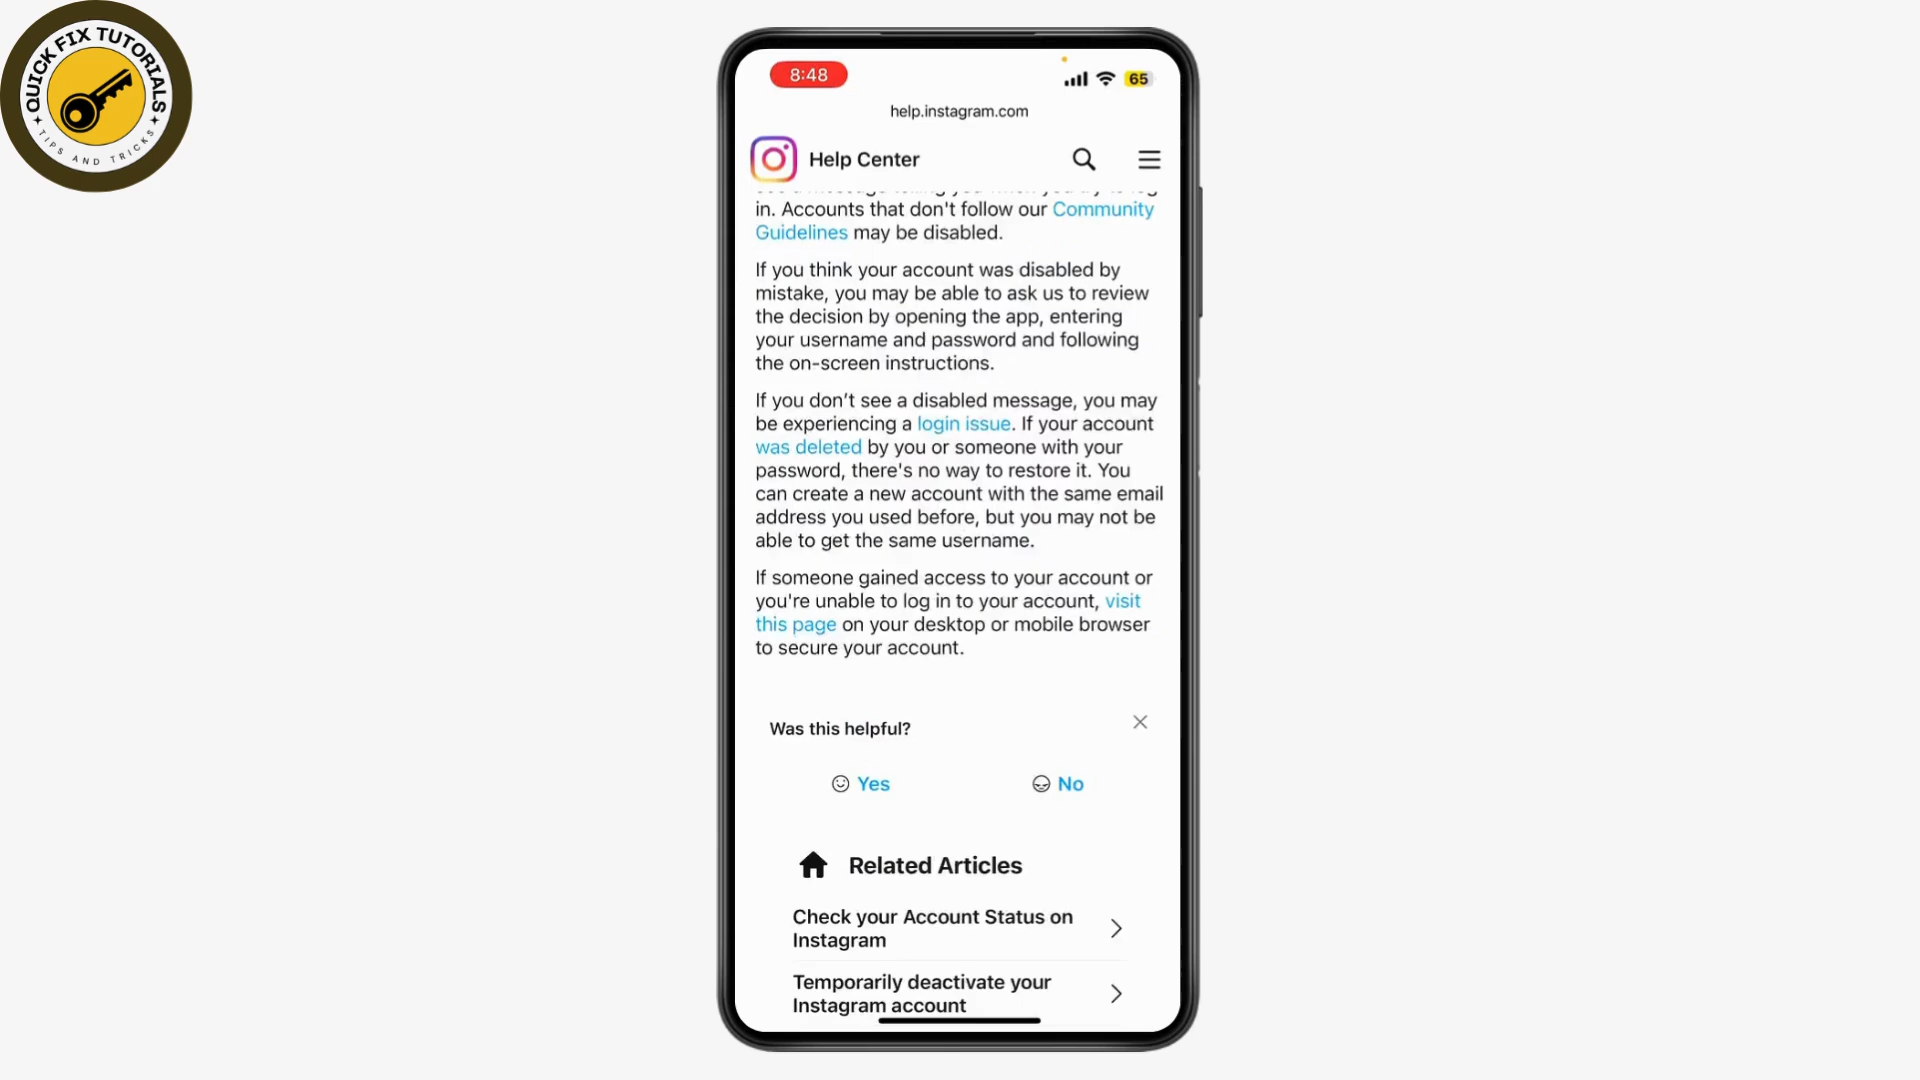 QUICK FIX TUTORIALS
TIPS AND TRICKS
8:48
65
help.instagram.com
Help Center
in. Accounts that don't follow our Community
Guidelines may be disabled.
If you think your account was disabled by
mistake, you may be able to ask us to review
the decision by opening the app, entering
your username and password and following
the on-screen instructions.
If you don’t see a disabled message, you may
be experiencing a login issue. If your account
was deleted by you or someone with your
password, there's no way to restore it. You
can create a new account with the same email
address you used before, but you may not be
able to get the same username.
If someone gained access to your account or
you're unable to log in to your account, visit
this page on your desktop or mobile browser
to secure your account.
Was this helpful?
Yes
No
Related Articles
Check your Account Status on
Instagram
Temporarily deactivate your
Instagram account